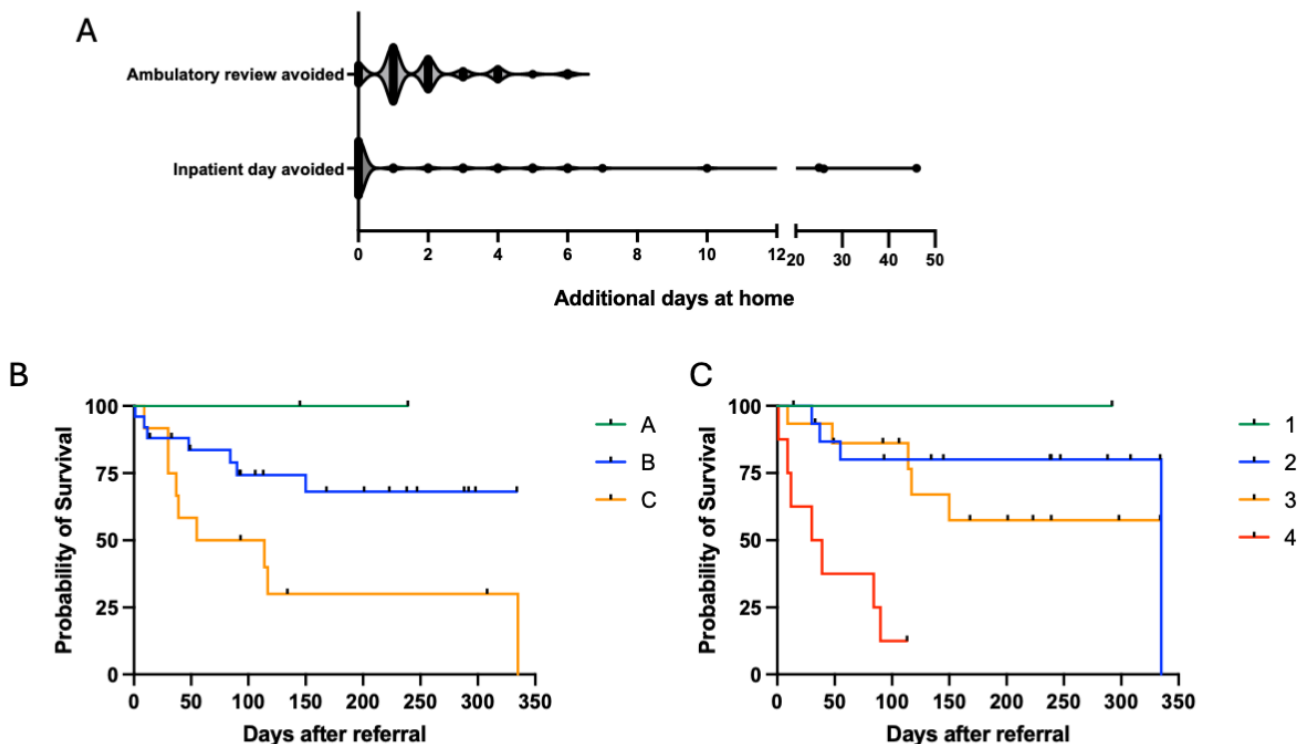 A
Ambulatory review avoided
Inpatient day avoided
0 2 4 6 8 10 12 20 30 40 50
Additional days at home
B
Probability of Survival
100
75
50
25
0
0 50 100 150 200 250 300 350
Days after referral
A
B
C
C
Probability of Survival
100
75
50
25
0
0 50 100 150 200 250 300 350
Days after referral
1
2
3
4